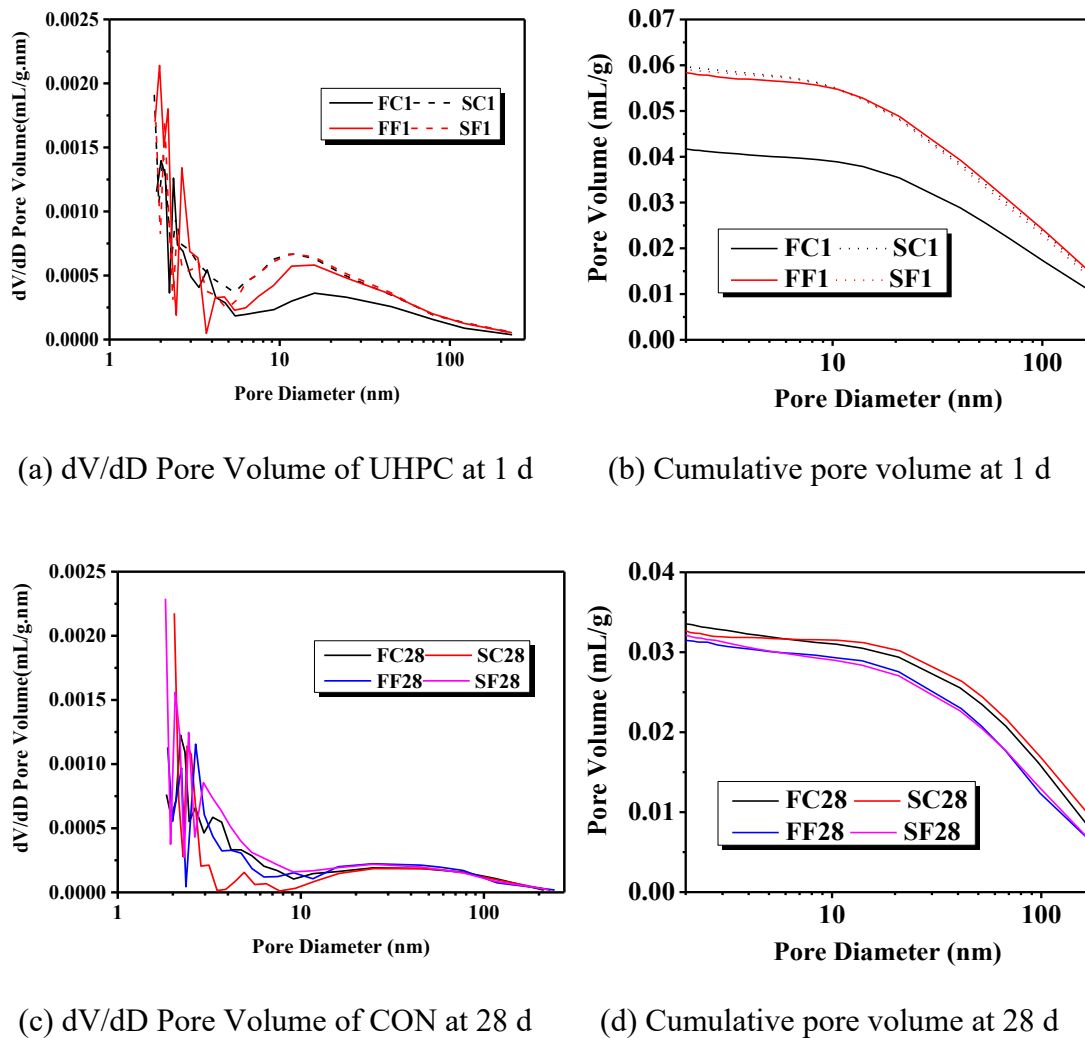 dV/dD Pore Volume(mL/g.nm)
0.0025
0.0020
0.0015
0.0010
0.0005
0.0000
1
10
100
Pore Diameter (nm)
FC1
SC1
FF1
SF1
Pore Volume (mL/g)
0.07
0.06
0.05
0.04
0.03
0.02
0.01
0.00
10
100
Pore Diameter (nm)
FC1
SC1
FF1
SF1
(a) dV/dD Pore Volume of UHPC at 1 d
(b) Cumulative pore volume at 1 d
dV/dD Pore Volume(mL/g.nm)
0.0025
0.0020
0.0015
0.0010
0.0005
0.0000
1
10
100
Pore Diameter (nm)
FC28
SC28
FF28
SF28
Pore Volume (mL/g)
0.04
0.03
0.02
0.01
0.00
10
100
Pore Diameter (nm)
FC28
SC28
FF28
SF28
(c) dV/dD Pore Volume of CON at 28 d
(d) Cumulative pore volume at 28 d